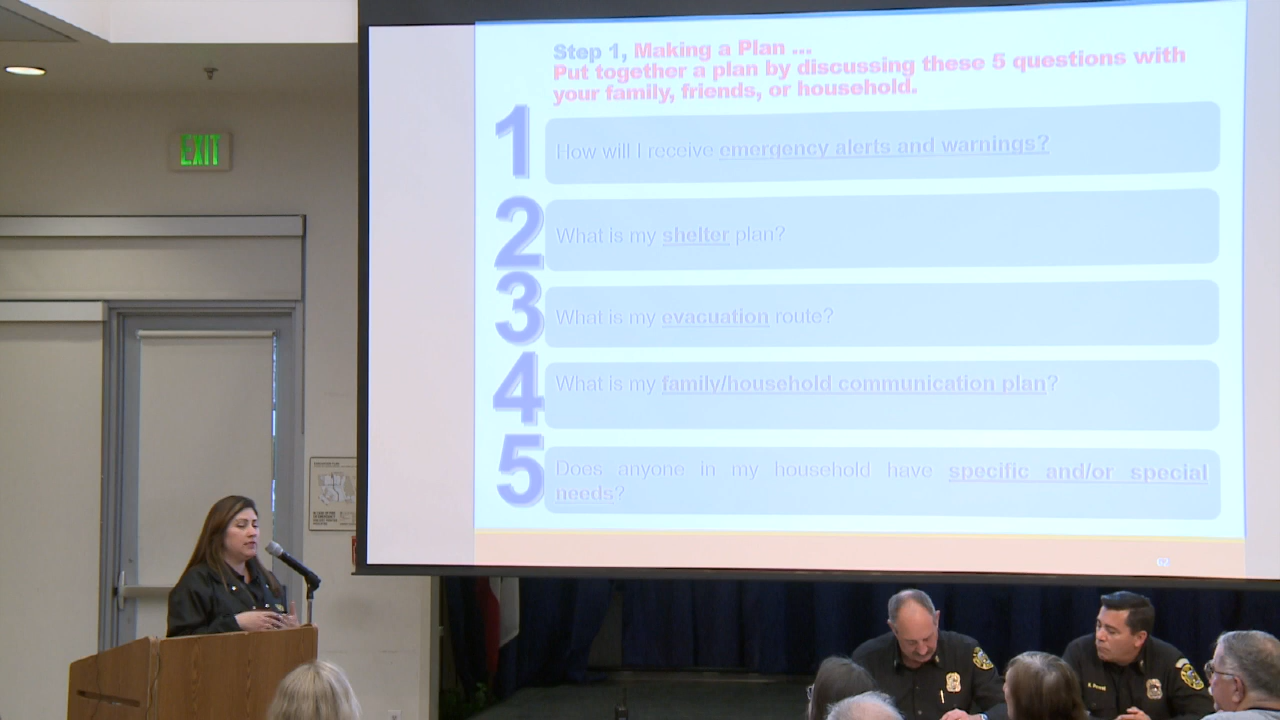 Step 1, Making a Plan ...
Put together a plan by discussing these 5 questions with
your family, friends, or household.
1
How will I receive emergency alerts and warnings?
2
What is my shelter plan?
3
What is my evacuation route?
4
What is my family/household communication plan?
5
Does anyone in my household have specific and/or special
needs?
62
EXIT